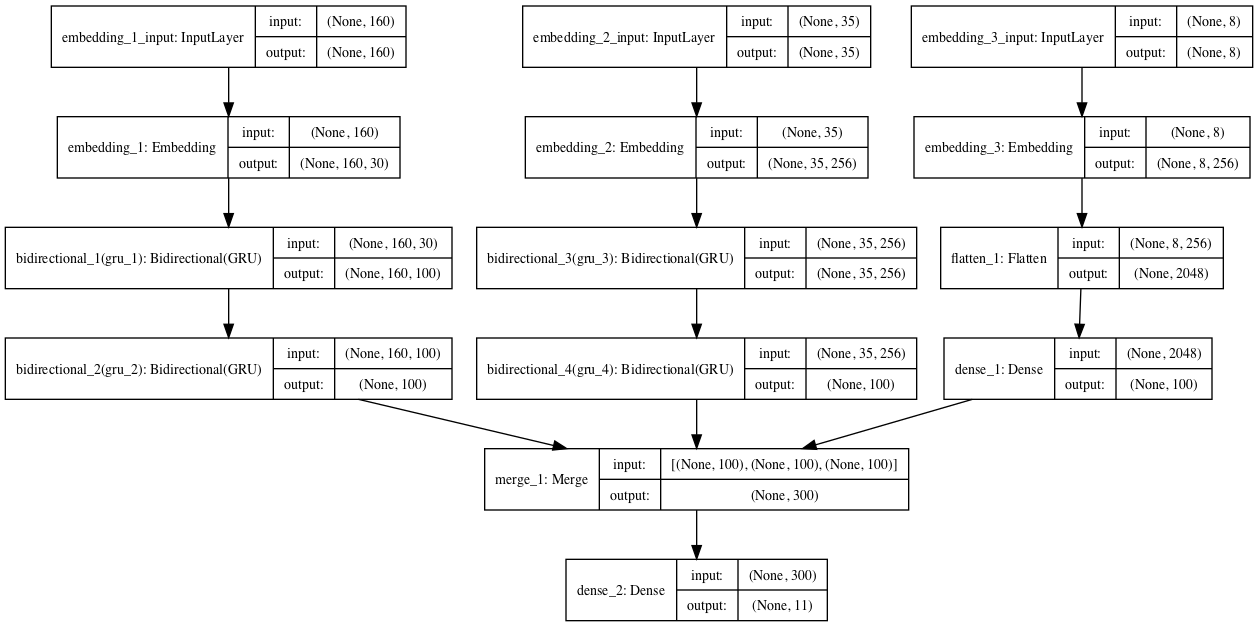 embedding_1_input: InputLayer
input:
(None, 160)
output:
(None, 160)
embedding_2_input: InputLayer
input:
(None, 35)
output:
(None, 35)
embedding_3_input: InputLayer
input:
(None, 8)
output:
(None, 8)
embedding_1: Embedding
input:
(None, 160)
output:
(None, 160, 30)
embedding_2: Embedding
input:
(None, 35)
output:
(None, 35, 256)
embedding_3: Embedding
input:
(None, 8)
output:
(None, 8, 256)
bidirectional_1(gru_1): Bidirectional(GRU)
input:
(None, 160, 30)
output:
(None, 160, 100)
bidirectional_3(gru_3): Bidirectional(GRU)
input:
(None, 35, 256)
output:
(None, 35, 256)
flatten_1: Flatten
input:
(None, 8, 256)
output:
(None, 2048)
bidirectional_2(gru_2): Bidirectional(GRU)
input:
(None, 160, 100)
output:
(None, 100)
bidirectional_4(gru_4): Bidirectional(GRU)
input:
(None, 35, 256)
output:
(None, 100)
dense_1: Dense
input:
(None, 2048)
output:
(None, 100)
merge_1: Merge
input:
[(None, 100), (None, 100), (None, 100)]
output:
(None, 300)
dense_2: Dense
input:
(None, 300)
output:
(None, 11)